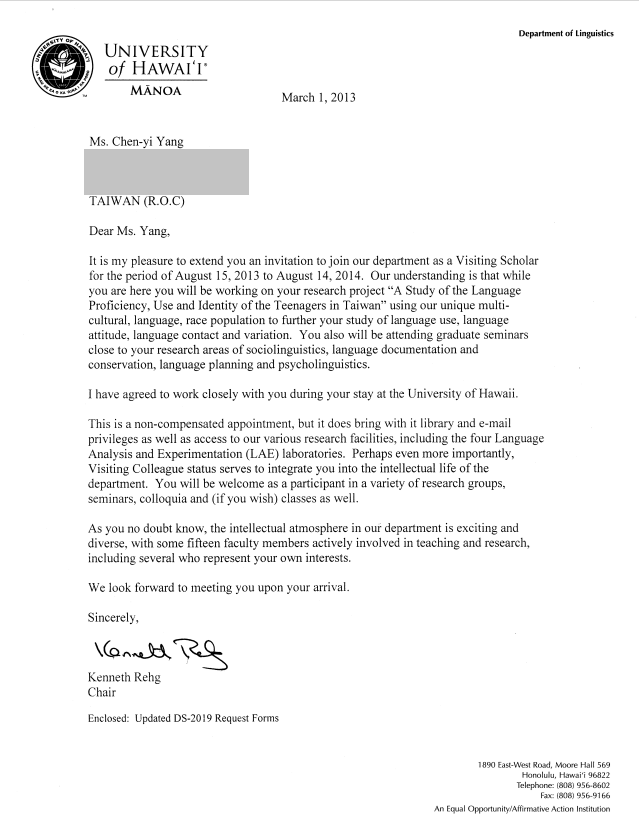 Department of Linguistics
UNIVERSITY
of HAWAIʻI®
MĀNOA
March 1, 2013
Ms. Chen-yi Yang
TAIWAN (R.O.C)
Dear Ms. Yang,
It is my pleasure to extend you an invitation to join our department as a Visiting Scholar
for the period of August 15, 2013 to August 14, 2014. Our understanding is that while
you are here you will be working on your research project “A Study of the Language
Proficiency, Use and Identity of the Teenagers in Taiwan” using our unique multi-
cultural, language, race population to further your study of language use, language
attitude, language contact and variation. You also will be attending graduate seminars
close to your research areas of sociolinguistics, language documentation and
conservation, language planning and psycholinguistics.
I have agreed to work closely with you during your stay at the University of Hawaii.
This is a non-compensated appointment, but it does bring with it library and e-mail
privileges as well as access to our various research facilities, including the four Language
Analysis and Experimentation (LAE) laboratories. Perhaps even more importantly,
Visiting Colleague status serves to integrate you into the intellectual life of the
department. You will be welcome as a participant in a variety of research groups,
seminars, colloquia and (if you wish) classes as well.
As you no doubt know, the intellectual atmosphere in our department is exciting and
diverse, with some fifteen faculty members actively involved in teaching and research,
including several who represent your own interests.
We look forward to meeting you upon your arrival.
Sincerely,
Kenneth Rehg
Kenneth Rehg
Chair
Enclosed: Updated DS-2019 Request Forms
1890 East-West Road, Moore Hall 569
Honolulu, Hawaiʻi 96822
Telephone: (808) 956-8602
Fax: (808) 956-9166
An Equal Opportunity/Affirmative Action Institution